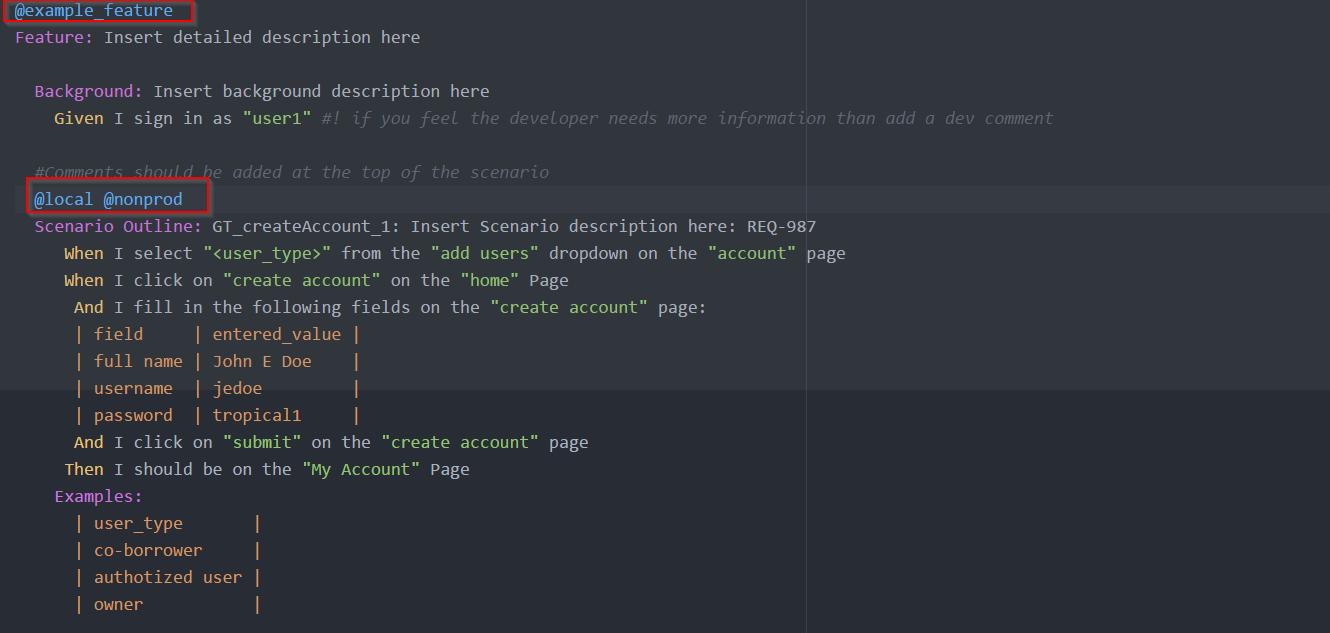 @example_feature
Feature: Insert detailed description here
Background: Insert background description here
Given I sign in as "user1" #! if you feel the developer needs more information than add a dev comment
#Comments should be added at the top of the scenario
@local @nonprod
Scenario Outline: GT_createAccount_1: Insert Scenario description here: REQ-987
When I select "<user_type>" from the "add users" dropdown on the "account" page
When I click on "create account" on the "home" Page
And I fill in the following fields on the "create account" page:
| field | entered_value |
| full name | John E Doe |
| username | jedoe |
| password | tropical1 |
And I click on "submit" on the "create account" page
Then I should be on the "My Account" Page
Examples:
| user_type |
| co-borrower |
| authotized user |
| owner |